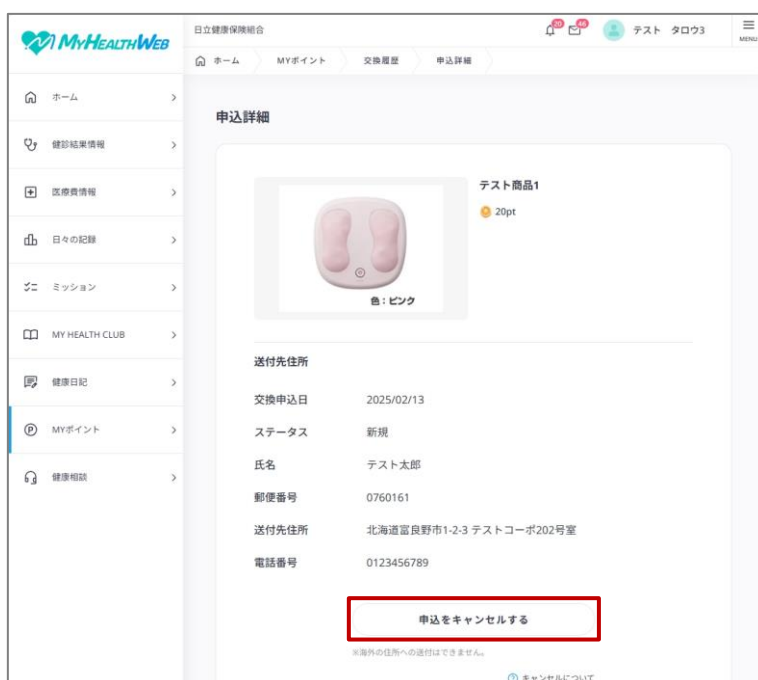 MYHEALTHWEB
日立健康保険組合
20
46
テスト タロウ3
MENU
ホーム
MYポイント
交換履歴
申込詳細
ホーム
健診結果情報
医療費情報
日々の記録
ミッション
MY HEALTH CLUB
健康日記
MYポイント
健康相談
申込詳細
テスト商品1
20pt
色：ピンク
送付先住所
交換申込日 2025/02/13
ステータス 新規
氏名 テスト太郎
郵便番号 0760161
送付先住所 北海道富良野市1-2-3 テストコーポ202号室
電話番号 0123456789
申込をキャンセルする
※海外の住所への送付はできません。
キャンセルについて